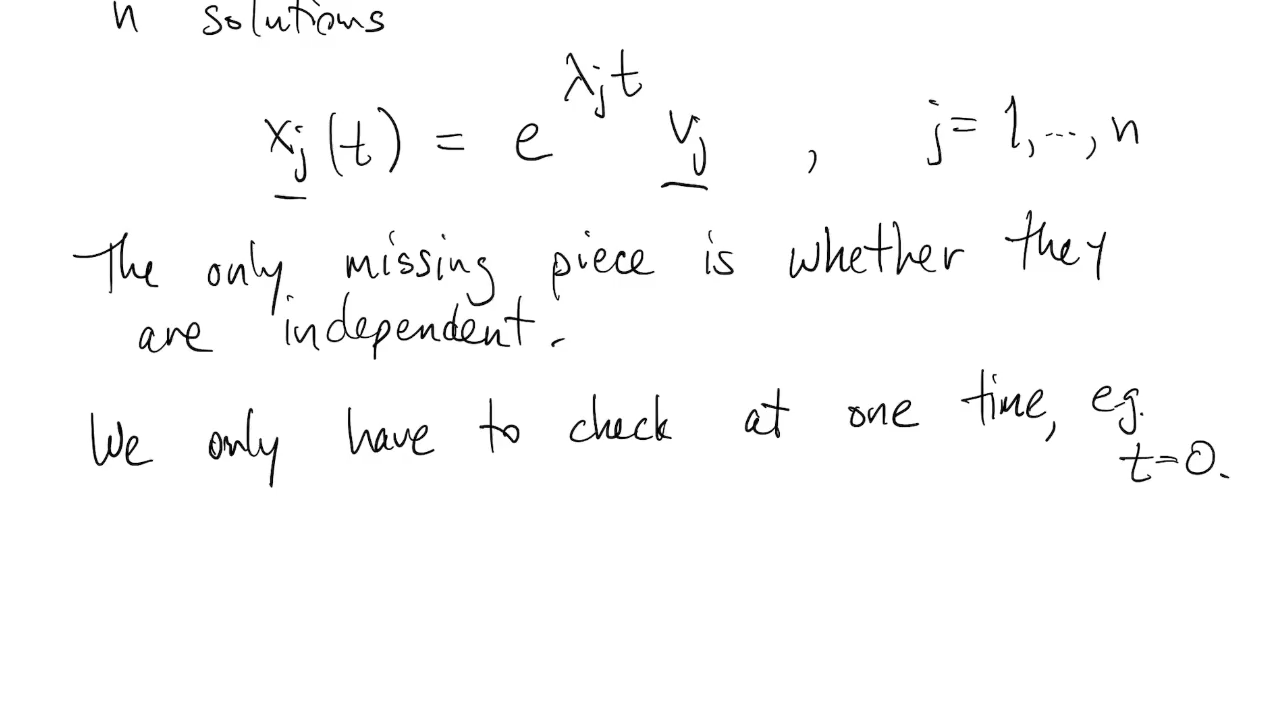 n solutions
x_j(t) = e^{λ_j t} v_j , j=1,...,n
The only missing piece is whether they
are independent.
We only have to check at one time, eg.
t=0.